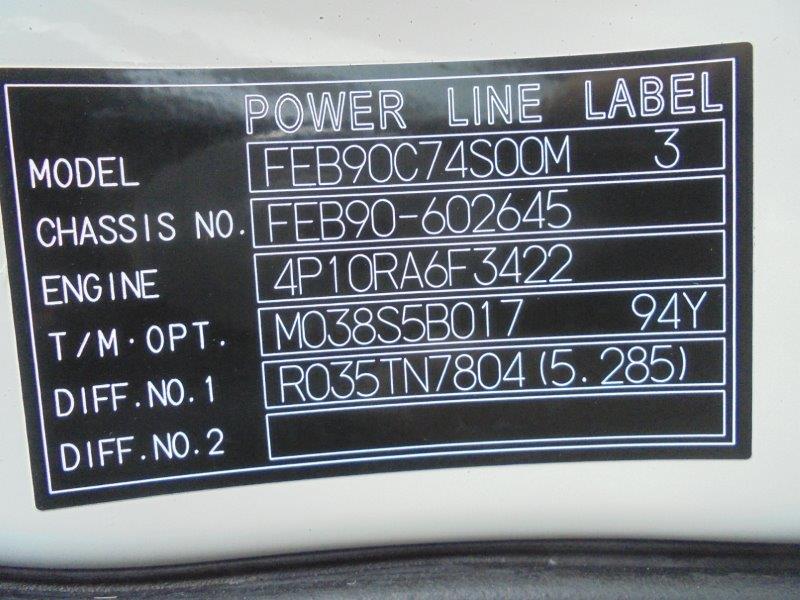 POWER LINE LABEL
MODEL FEB90C74S00M 3
CHASSIS NO. FEB90-602645
ENGINE 4P10RA6F3422
T/M·OPT. M038S5B017 94Y
DIFF.NO.1 R035TN7804(5.285)
DIFF.NO.2